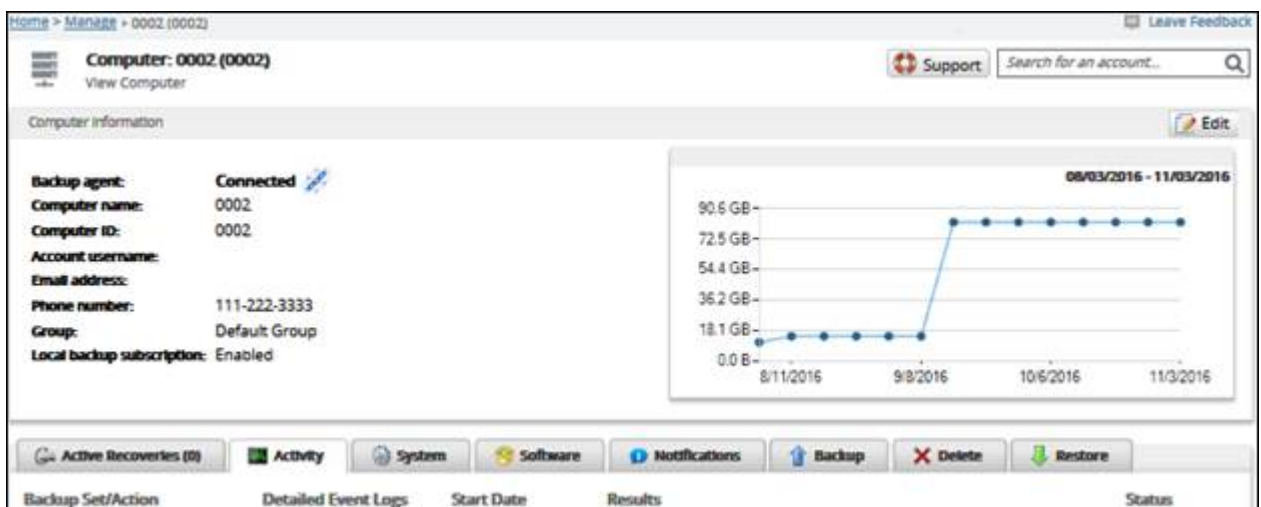 Home > Manage > 0002 (0002)
Leave Feedback
Computer: 0002 (0002)
View Computer
Support
Search for an account...
Computer Information
Edit
Backup agent: Connected
Computer name: 0002
Computer ID: 0002
Account username:
Email address:
Phone number: 111-222-3333
Group: Default Group
Local backup subscription: Enabled
08/03/2016 - 11/03/2016
90.6 GB
72.5 GB
54.4 GB
36.2 GB
18.1 GB
0.0 B
8/11/2016 9/8/2016 10/6/2016 11/3/2016
Active Recoveries (0) Activity System Software Notifications Backup Delete Restore
Backup Set/Action Detailed Event Logs Start Date Results Status